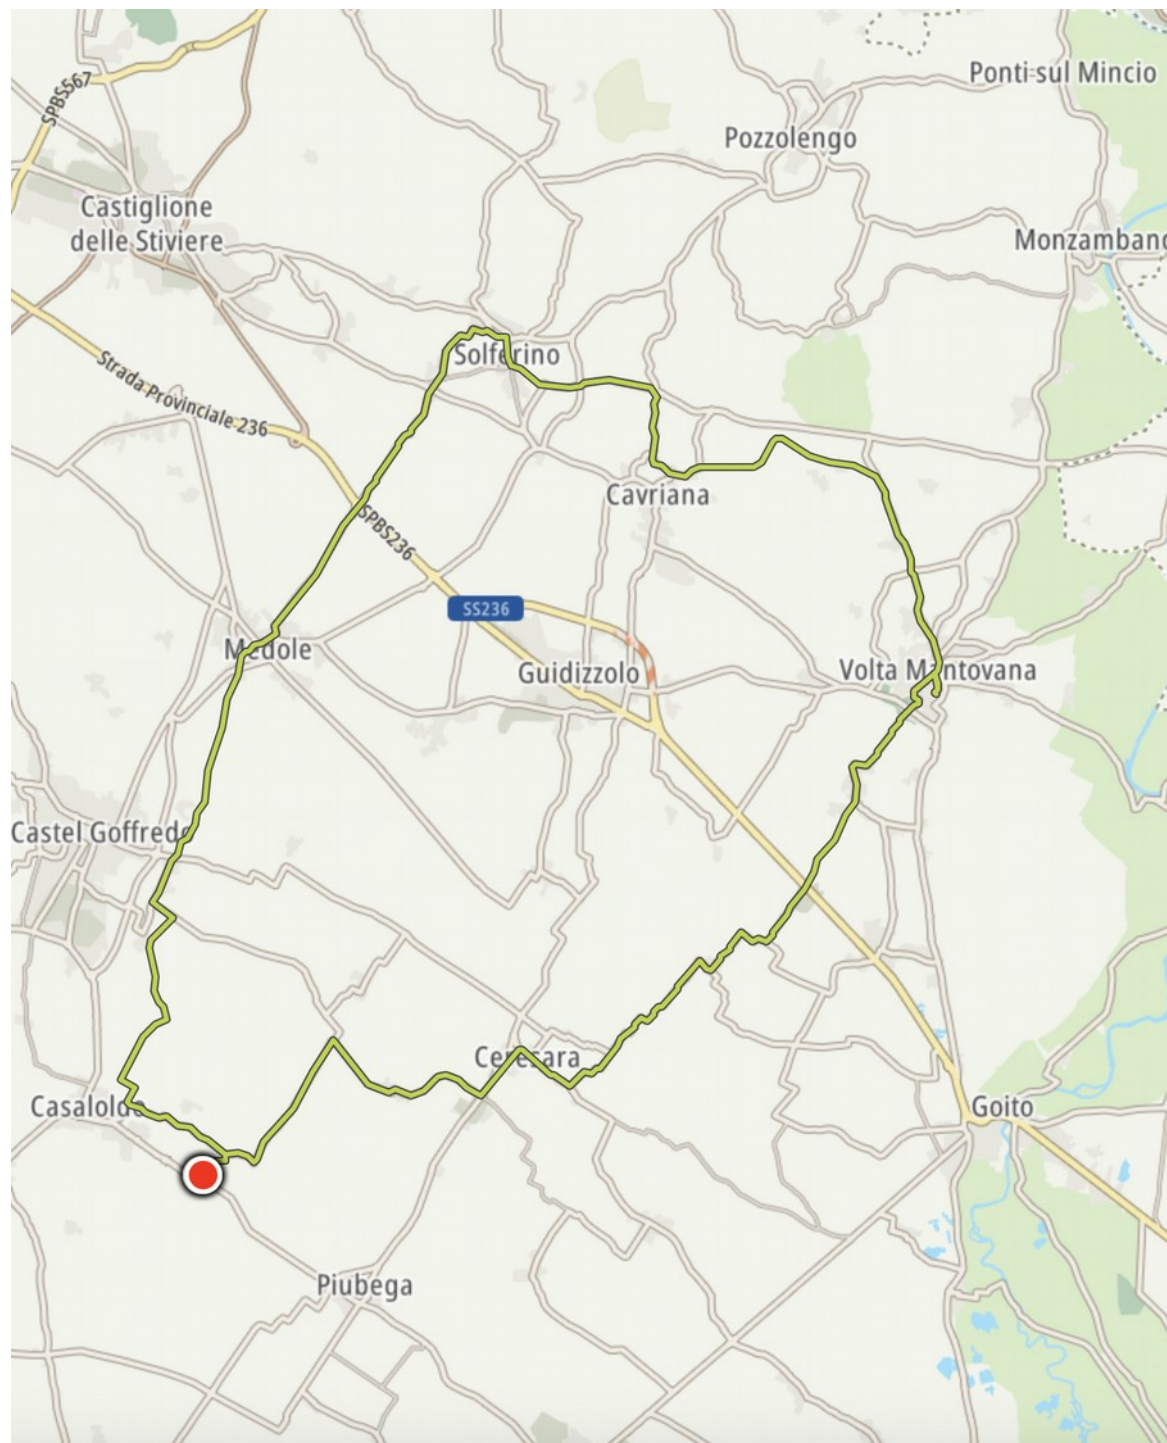 Ponti sul Mincio
SPBS567
Pozzolengo
Castiglione
delle Stiviere
Monzambano
Solferino
Strada Provinciale 236
Cavriana
SPBS236
SS236
Medole
Guidizzolo
Volta Mantovana
Castel Goffredo
Ceresara
Casaloldo
Goito
Piubega